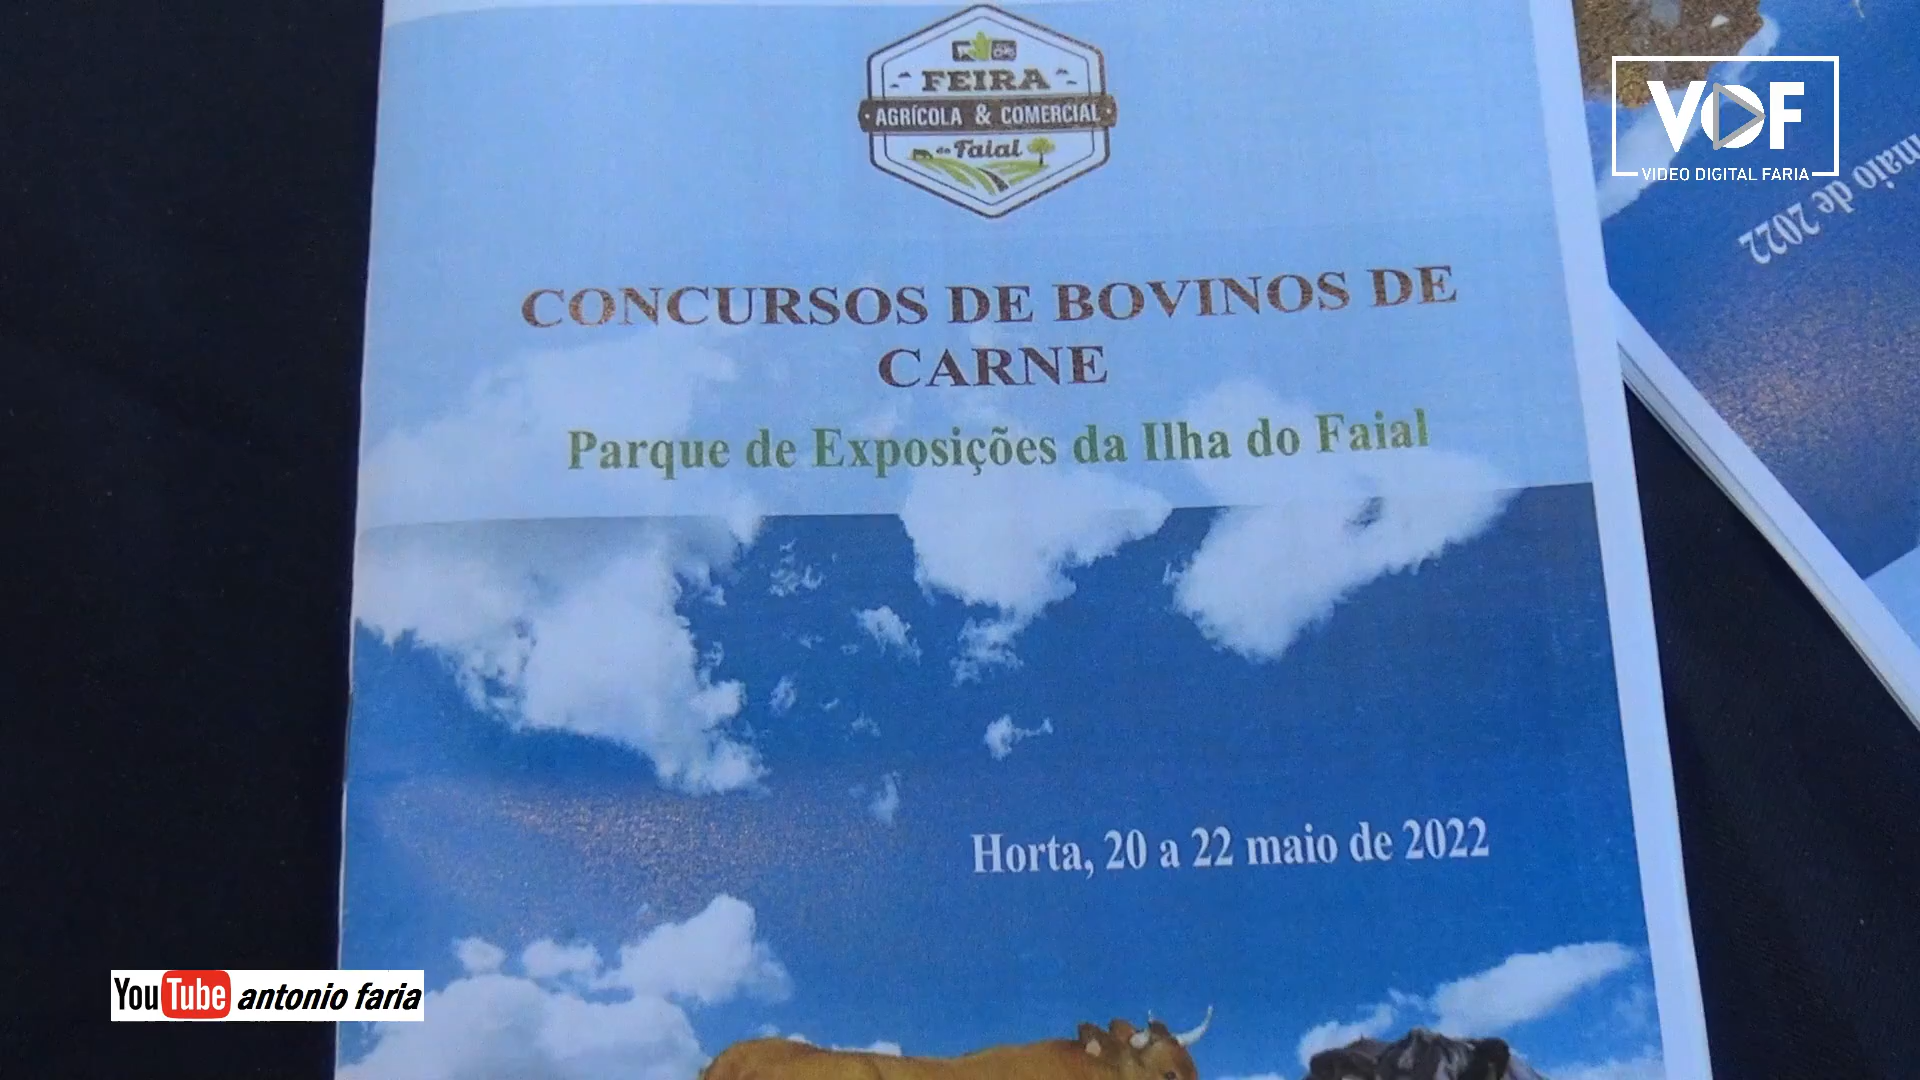 FEIRA
AGRÍCOLA & COMERCIAL
do Faial
CONCURSOS DE BOVINOS DE
CARNE
Parque de Exposições da Ilha do Faial
Horta, 20 a 22 maio de 2022
maio de 2022
VDF
VIDEO DIGITAL FARIA
YouTube antonio faria